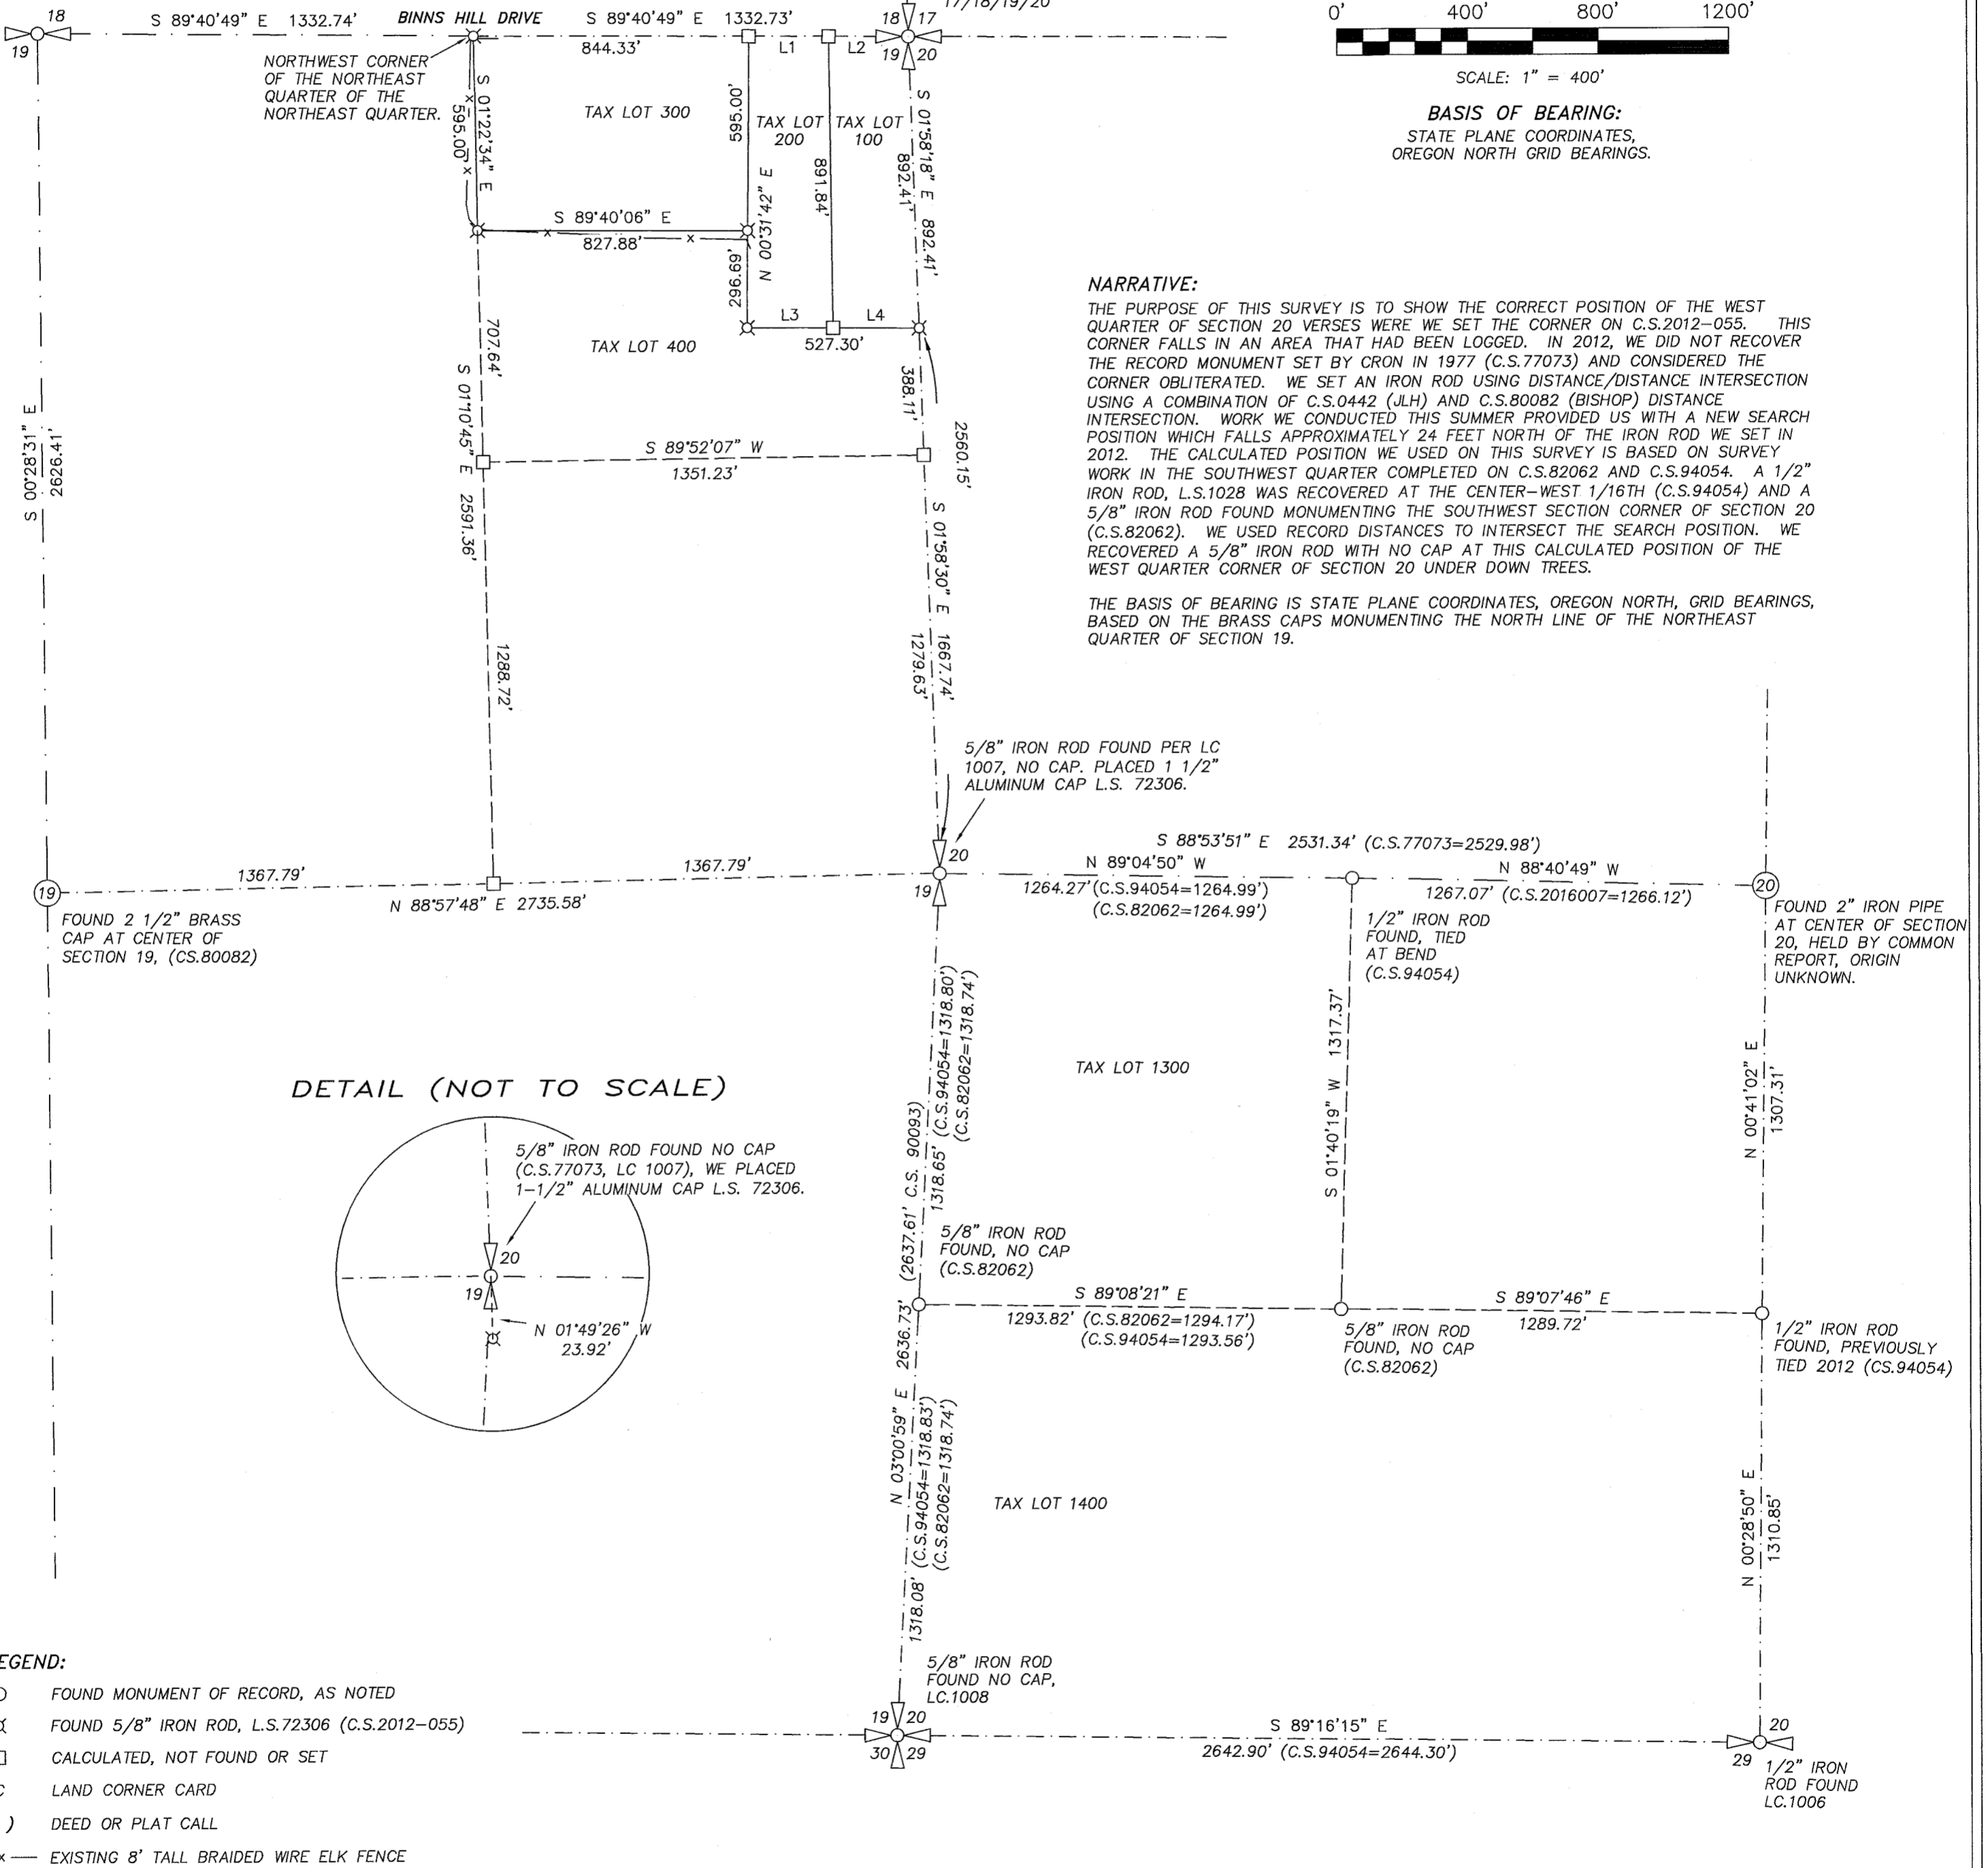 18
S 89°40'49" E 1332.74'
BINNS HILL DRIVE
S 89°40'49" E 1332.73'
18 17
17/18/19/20
19
844.33'
L1
L2
19 20
0' 400' 800' 1200'
SCALE: 1" = 400'
BASIS OF BEARING:
STATE PLANE COORDINATES,
OREGON NORTH GRID BEARINGS.
NORTHWEST CORNER
OF THE NORTHEAST
QUARTER OF THE
NORTHEAST QUARTER.
S 01°22'34" E
595.00'
x
x
TAX LOT 300
595.00'
TAX LOT
200
TAX LOT
100
891.84'
S 01°58'18" E 892.41'
892.41'
S 89°40'06" E
827.88'
x
x
N 00°31'42" E
296.69'
L3
L4
527.30'
TAX LOT 400
707.64'
S 01°10'45" E 2591.36'
388.11'
2560.15'
S 89°52'07" W
1351.23'
S 00°28'31" E
2626.41'
S 01°58'30" E 1667.74'
1279.63'
1288.72'
NARRATIVE:
THE PURPOSE OF THIS SURVEY IS TO SHOW THE CORRECT POSITION OF THE WEST
QUARTER OF SECTION 20 VERSES WERE WE SET THE CORNER ON C.S.2012-055. THIS
CORNER FALLS IN AN AREA THAT HAD BEEN LOGGED. IN 2012, WE DID NOT RECOVER
THE RECORD MONUMENT SET BY CRON IN 1977 (C.S.77073) AND CONSIDERED THE
CORNER OBLITERATED. WE SET AN IRON ROD USING DISTANCE/DISTANCE INTERSECTION
USING A COMBINATION OF C.S.0442 (JLH) AND C.S.80082 (BISHOP) DISTANCE
INTERSECTION. WORK WE CONDUCTED THIS SUMMER PROVIDED US WITH A NEW SEARCH
POSITION WHICH FALLS APPROXIMATELY 24 FEET NORTH OF THE IRON ROD WE SET IN
2012. THE CALCULATED POSITION WE USED ON THIS SURVEY IS BASED ON SURVEY
WORK IN THE SOUTHWEST QUARTER COMPLETED ON C.S.82062 AND C.S.94054. A 1/2"
IRON ROD, L.S.1028 WAS RECOVERED AT THE CENTER-WEST 1/16TH (C.S.94054) AND A
5/8" IRON ROD FOUND MONUMENTING THE SOUTHWEST SECTION CORNER OF SECTION 20
(C.S.82062). WE USED RECORD DISTANCES TO INTERSECT THE SEARCH POSITION. WE
RECOVERED A 5/8" IRON ROD WITH NO CAP AT THIS CALCULATED POSITION OF THE
WEST QUARTER CORNER OF SECTION 20 UNDER DOWN TREES.
THE BASIS OF BEARING IS STATE PLANE COORDINATES, OREGON NORTH, GRID BEARINGS,
BASED ON THE BRASS CAPS MONUMENTING THE NORTH LINE OF THE NORTHEAST
QUARTER OF SECTION 19.
5/8" IRON ROD FOUND PER LC
1007, NO CAP. PLACED 1 1/2"
ALUMINUM CAP L.S. 72306.
20
19
S 88°53'51" E 2531.34' (C.S.77073=2529.98')
N 89°04'50" W
1264.27'(C.S.94054=1264.99')
(C.S.82062=1264.99')
N 88°40'49" W
1267.07' (C.S.2016007=1266.12')
20
19
1367.79'
N 88°57'48" E 2735.58'
1367.79'
FOUND 2 1/2" BRASS
CAP AT CENTER OF
SECTION 19, (CS.80082)
1/2" IRON ROD
FOUND, TIED
AT BEND
(C.S.94054)
FOUND 2" IRON PIPE
AT CENTER OF SECTION
20, HELD BY COMMON
REPORT, ORIGIN
UNKNOWN.
1318.65' (C.S.94054=1318.80')
(C.S.82062=1318.74')
S 01°40'19" W 1317.37'
N 00°41'02" E
1307.31'
TAX LOT 1300
DETAIL (NOT TO SCALE)
5/8" IRON ROD FOUND NO CAP
(C.S.77073, LC 1007), WE PLACED
1-1/2" ALUMINUM CAP L.S. 72306.
20
19
N 01°49'26" W
23.92'
N 03°00'59" E 2636.73' (2637.61' C.S. 90093)
5/8" IRON ROD
FOUND, NO CAP
(C.S.82062)
S 89°08'21" E
1293.82' (C.S.82062=1294.17')
(C.S.94054=1293.56')
S 89°07'46" E
1289.72'
5/8" IRON ROD
FOUND, NO CAP
(C.S.82062)
1/2" IRON ROD
FOUND, PREVIOUSLY
TIED 2012 (CS.94054)
1318.08' (C.S.94054=1318.83')
(C.S.82062=1318.74')
TAX LOT 1400
N 00°28'50" E
1310.85'
5/8" IRON ROD
FOUND NO CAP,
LC.1008
19 20
30 29
S 89°16'15" E
2642.90' (C.S.94054=2644.30')
20
29
1/2" IRON
ROD FOUND
LC.1006
EGEND:
FOUND MONUMENT OF RECORD, AS NOTED
FOUND 5/8" IRON ROD, L.S.72306 (C.S.2012-055)
CALCULATED, NOT FOUND OR SET
C LAND CORNER CARD
) DEED OR PLAT CALL
x — EXISTING 8' TALL BRAIDED WIRE ELK FENCE